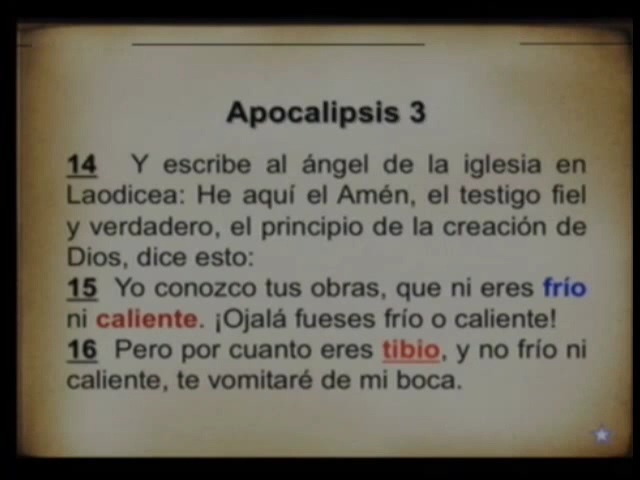 Apocalipsis 3
14 Y escribe al ángel de la iglesia en
Laodicea: He aquí el Amén, el testigo fiel
y verdadero, el principio de la creación de
Dios, dice esto:
15 Yo conozco tus obras, que ni eres frío
ni caliente. ¡Ojalá fueses frío o caliente!
16 Pero por cuanto eres tibio, y no frío ni
caliente, te vomitaré de mi boca.